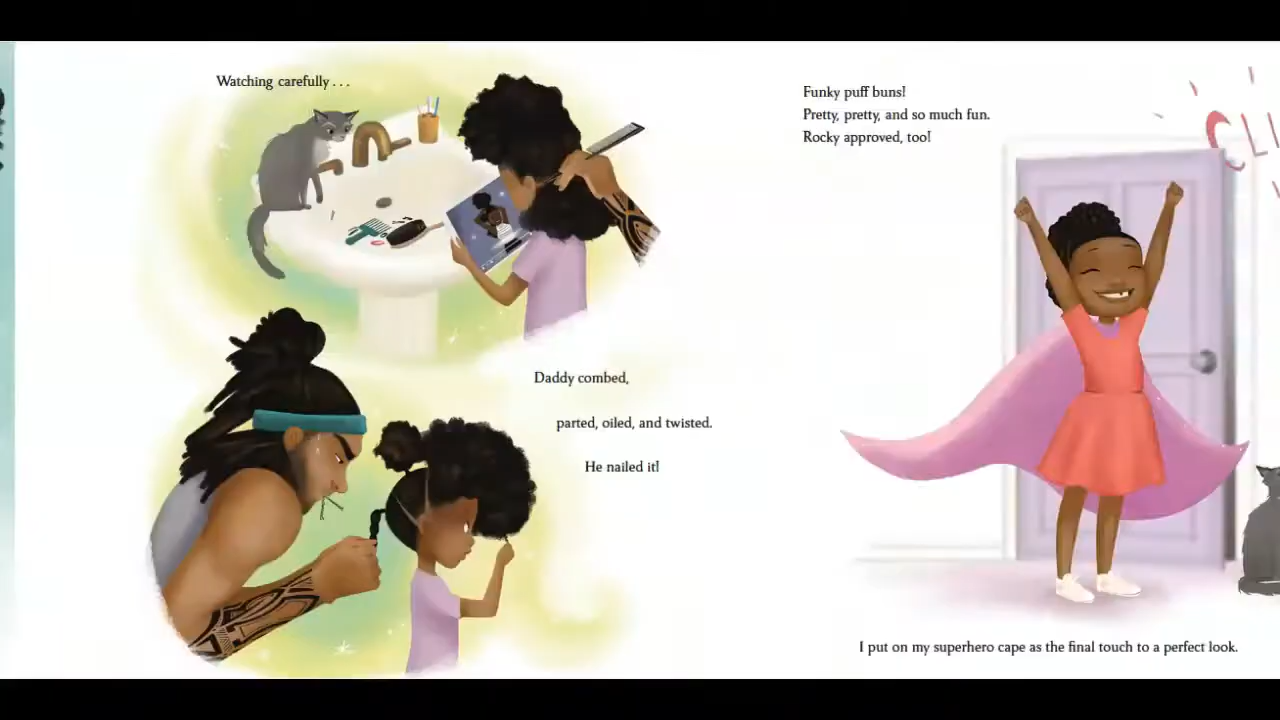 Watching carefully . . .
Daddy combed,
parted, oiled, and twisted.
He nailed it!
Funky puff buns!
Pretty, pretty, and so much fun.
Rocky approved, too!
CLI
I put on my superhero cape as the final touch to a perfect look.